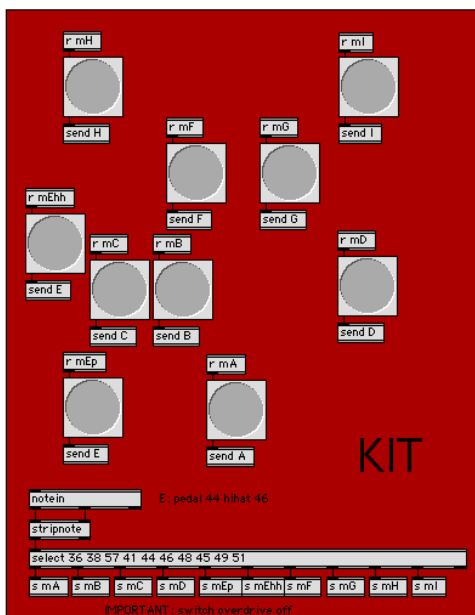 r mH
r mI
send H
send I
r mF
r mG
send F
send G
r mEhh
r mC
r mB
r mD
send E
send C
send B
send D
r mEp
r mA
send E
send A
KIT
notein
E: pedal 44 hihat 46
stripnote
select 36 38 57 41 44 46 48 45 49 51
s mA
s mB
s mC
s mD
s mEp
s mEhh
s mF
s mG
s mH
s mI
IMPORTANT: switch overdrive off